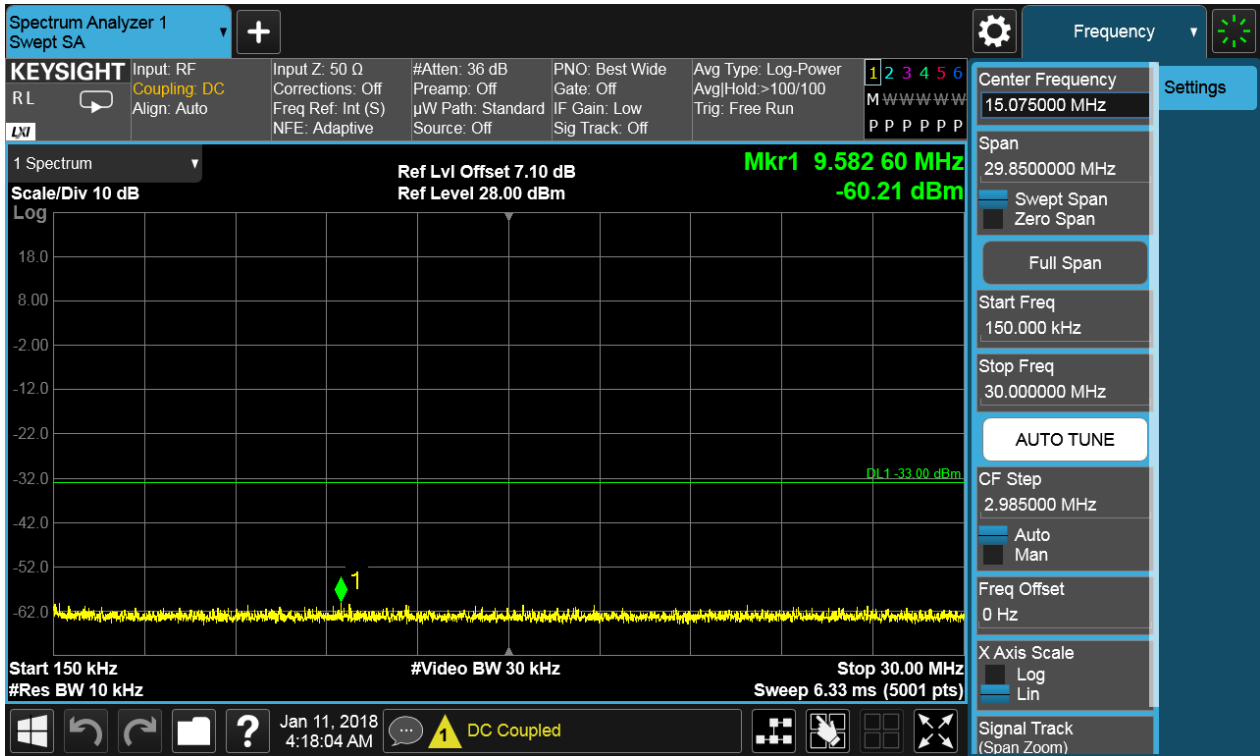 Spectrum Analyzer 1
Swept SA
+
Frequency
KEYSIGHT
RL
LXI
Input: RF
Coupling: DC
Align: Auto
Input Z: 50 Ω
Corrections: Off
Freq Ref: Int (S)
NFE: Adaptive
#Atten: 36 dB
Preamp: Off
µW Path: Standard
Source: Off
PNO: Best Wide
Gate: Off
IF Gain: Low
Sig Track: Off
Avg Type: Log-Power
Avg|Hold:>100/100
Trig: Free Run
1 2 3 4 5 6
M W W W W W
P P P P P P
1 Spectrum
Scale/Div 10 dB
Ref Lvl Offset 7.10 dB
Ref Level 28.00 dBm
Mkr1 9.582 60 MHz
-60.21 dBm
Log
18.0
8.00
-2.00
-12.0
-22.0
-32.0
-42.0
-52.0
-62.0
DL1 -33.00 dBm
1
Start 150 kHz
#Res BW 10 kHz
#Video BW 30 kHz
Stop 30.00 MHz
Sweep 6.33 ms (5001 pts)
Center Frequency
15.075000 MHz
Settings
Span
29.8500000 MHz
Swept Span
Zero Span
Full Span
Start Freq
150.000 kHz
Stop Freq
30.000000 MHz
AUTO TUNE
CF Step
2.985000 MHz
Auto
Man
Freq Offset
0 Hz
X Axis Scale
Log
Lin
Signal Track
(Span Zoom)
?
Jan 11, 2018
4:18:04 AM
1
DC Coupled